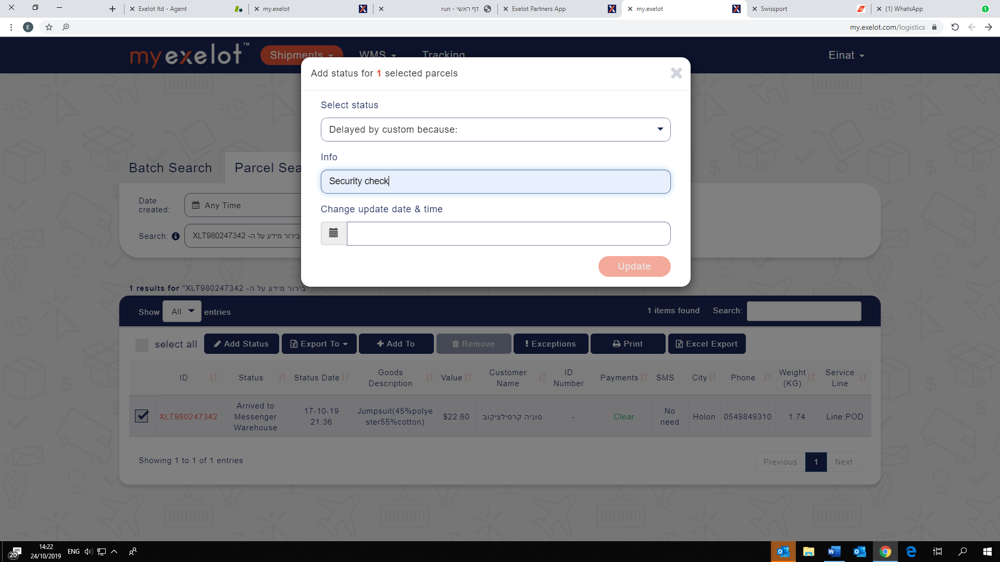 Exelot ltd - Agent
my.exelot
run - דף ראשי
Exelot Partners App
my.exelot
Swissport
(1) WhatsApp
1
E
my.exelot.com/logistics
my exelot™
Shipments
WMS
Tracking
Einat
Add status for 1 selected parcels
Select status
Delayed by custom because:
Info
Security check
Change update date & time
Update
Batch Search
Parcel Sea
Date created:
Any Time
Search:
בירור מידע על ה- XLT980247342
1 results for "XLT980247342 בירור מידע על ה-
Show
All
entries
1 items found
Search:
select all
Add Status
Export To
Add To
Remove
Exceptions
Print
Excel Export
ID
Status
Status Date
Goods Description
Value
Customer Name
ID Number
Payments
SMS
City
Phone
Weight (KG)
Service Line
XLT980247342
Arrived to Messenger Warehouse
17-10-19 21:36
Jumpsuit(45%polyester55%cotton)
$22.60
סוניה קרסילציקוב
-
Clear
No need
Holon
0549849310
1.74
Line:POD
Showing 1 to 1 of 1 entries
Previous
1
Next
20
14:22
24/10/2019
ENG